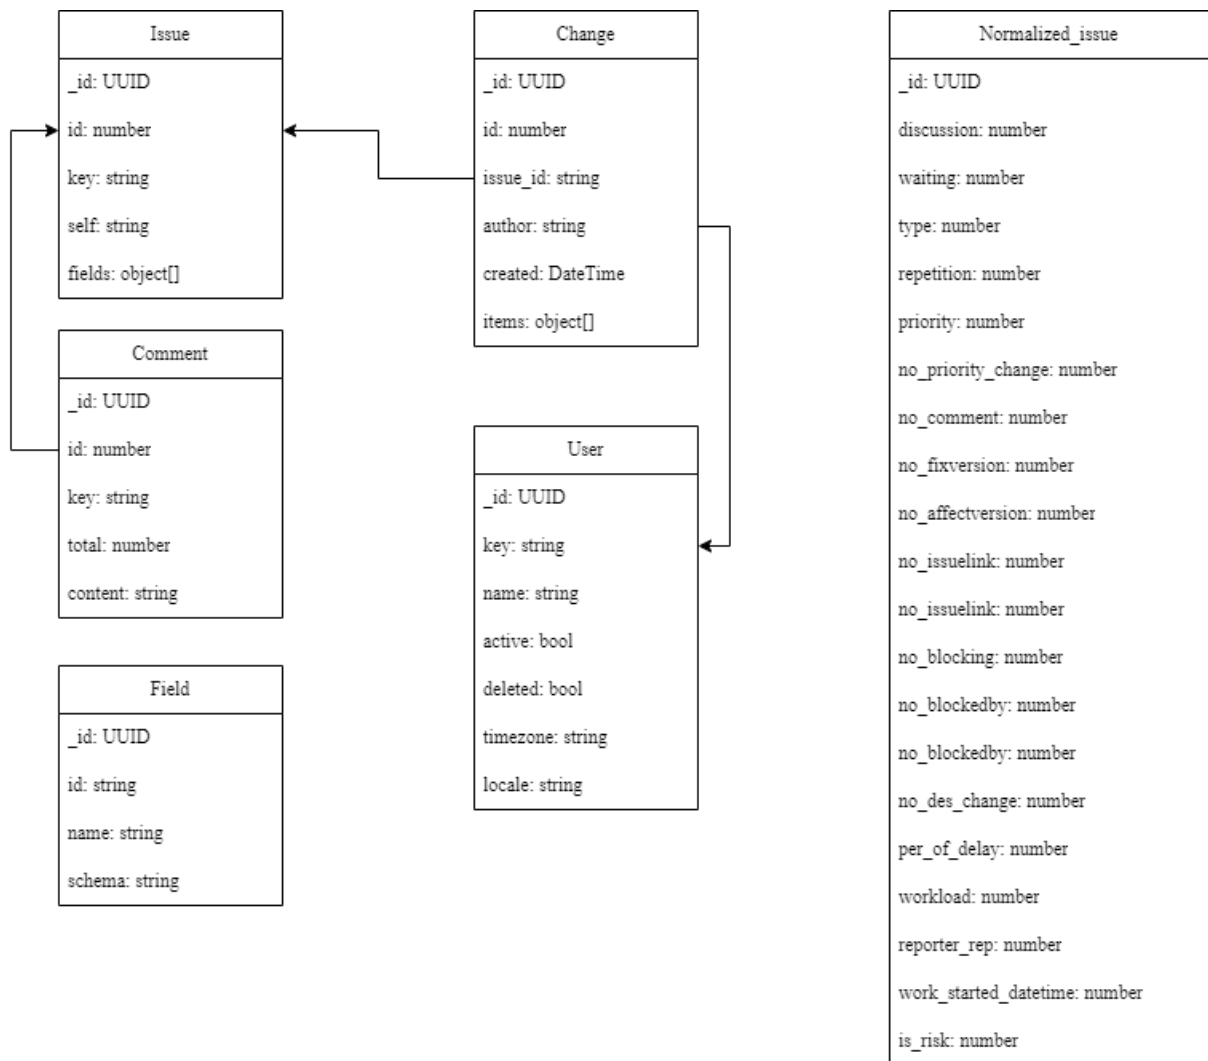 Issue
_id: UUID
id: number
key: string
self: string
fields: object[]
Comment
_id: UUID
id: number
key: string
total: number
content: string
Field
_id: UUID
id: string
name: string
schema: string
Change
_id: UUID
id: number
issue_id: string
author: string
created: DateTime
items: object[]
User
_id: UUID
key: string
name: string
active: bool
deleted: bool
timezone: string
locale: string
Normalized_issue
_id: UUID
discussion: number
waiting: number
type: number
repetition: number
priority: number
no_priority_change: number
no_comment: number
no_fixversion: number
no_affectversion: number
no_issuelink: number
no_issuelink: number
no_blocking: number
no_blockedby: number
no_blockedby: number
no_des_change: number
per_of_delay: number
workload: number
reporter_rep: number
work_started_datetime: number
is_risk: number